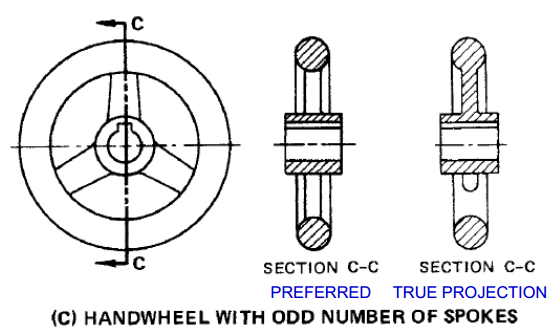 C
C
SECTION C-C
SECTION C-C
PREFERRED
TRUE PROJECTION
(C) HANDWHEEL WITH ODD NUMBER OF SPOKES